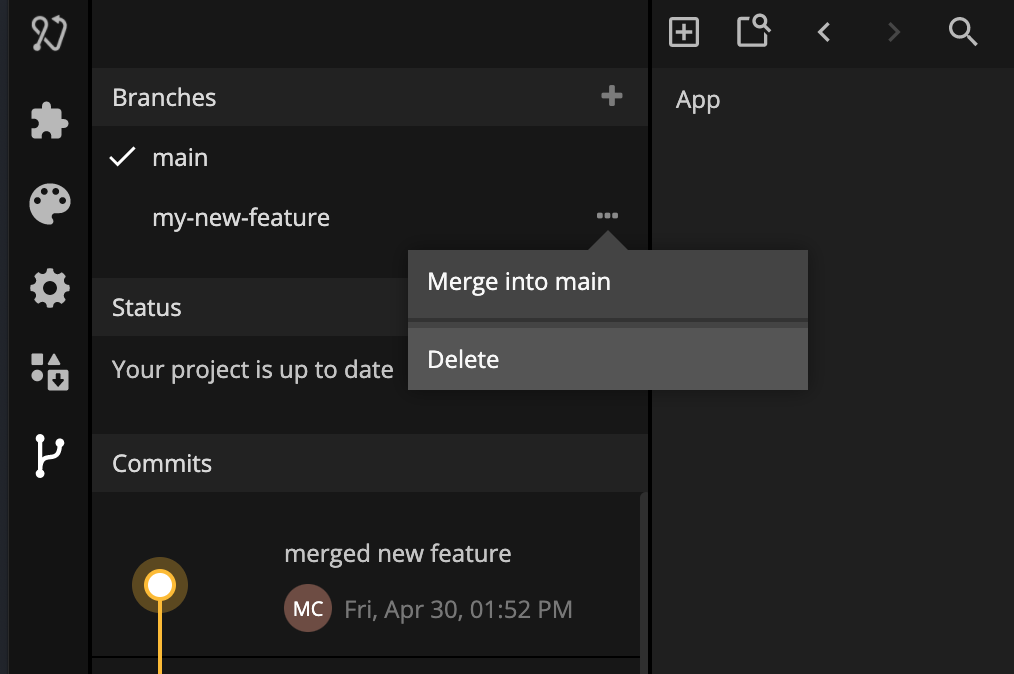 Branches
App
main
my-new-feature
Merge into main
Status
Delete
Your project is up to date
Commits
merged new feature
MC Fri, Apr 30, 01:52 PM